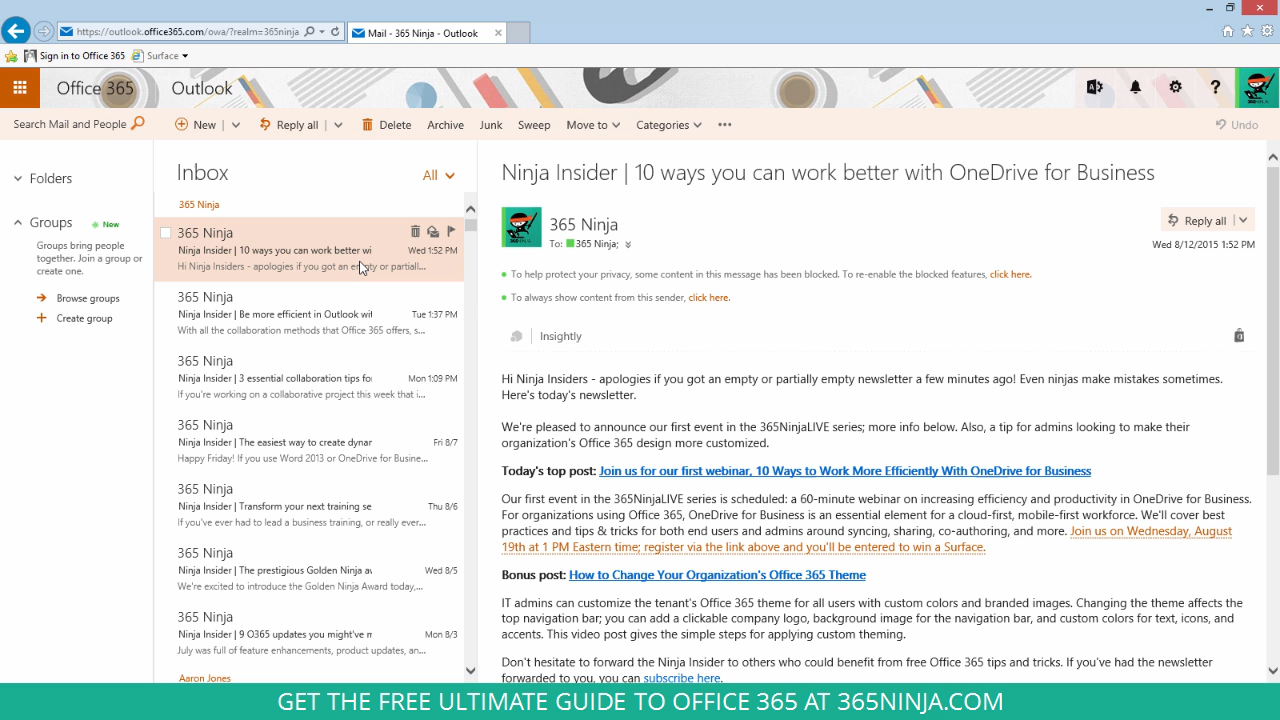 https://outlook.office365.com/owa/?realm=365ninja
Mail - 365 Ninja - Outlook
Sign in to Office 365
Surface
Office 365
Outlook
Search Mail and People
New
Reply all
Delete
Archive
Junk
Sweep
Move to
Categories
Undo
Folders
Groups
New
Groups bring people
together. Join a group or
create one.
Browse groups
Create group
Inbox
All
365 Ninja
365 Ninja
Ninja Insider | 10 ways you can work better wi
Wed 1:52 PM
Hi Ninja Insiders - apologies if you got an empty or partiall...
365 Ninja
Ninja Insider | Be more efficient in Outlook wit
Tue 1:37 PM
With all the collaboration methods that Office 365 offers, s...
365 Ninja
Ninja Insider | 3 essential collaboration tips fo
Mon 1:09 PM
If you're working on a collaborative project this week that i...
365 Ninja
Ninja Insider | The easiest way to create dynar
Fri 8/7
Happy Friday! If you use Word 2013 or OneDrive for Busine...
365 Ninja
Ninja Insider | Transform your next training se
Thu 8/6
If you've ever had to lead a business training, or really ever...
365 Ninja
Ninja Insider | The prestigious Golden Ninja av
Wed 8/5
We're excited to introduce the Golden Ninja Award today,...
365 Ninja
Ninja Insider | 9 O365 updates you might've m
Mon 8/3
July was full of feature enhancements, product updates, an...
Aaron Jones
Ninja Insider | 10 ways you can work better with OneDrive for Business
365 Ninja
To: 365 Ninja;
Reply all
Wed 8/12/2015 1:52 PM
To help protect your privacy, some content in this message has been blocked. To re-enable the blocked features, click here.
To always show content from this sender, click here.
Insightly
Hi Ninja Insiders - apologies if you got an empty or partially empty newsletter a few minutes ago! Even ninjas make mistakes sometimes.
Here's today's newsletter.
We're pleased to announce our first event in the 365NinjaLIVE series; more info below. Also, a tip for admins looking to make their
organization's Office 365 design more customized.
Today's top post: Join us for our first webinar, 10 Ways to Work More Efficiently With OneDrive for Business
Our first event in the 365NinjaLIVE series is scheduled: a 60-minute webinar on increasing efficiency and productivity in OneDrive for Business.
For organizations using Office 365, OneDrive for Business is an essential element for a cloud-first, mobile-first workforce. We'll cover best
practices and tips & tricks for both end users and admins around syncing, sharing, co-authoring, and more. Join us on Wednesday, August
19th at 1 PM Eastern time; register via the link above and you'll be entered to win a Surface.
Bonus post: How to Change Your Organization's Office 365 Theme
IT admins can customize the tenant's Office 365 theme for all users with custom colors and branded images. Changing the theme affects the
top navigation bar; you can add a clickable company logo, background image for the navigation bar, and custom colors for text, icons, and
accents. This video post gives the simple steps for applying custom theming.
Don't hesitate to forward the Ninja Insider to others who could benefit from free Office 365 tips and tricks. If you've had the newsletter
forwarded to you, you can subscribe here.
GET THE FREE ULTIMATE GUIDE TO OFFICE 365 AT 365NINJA.COM